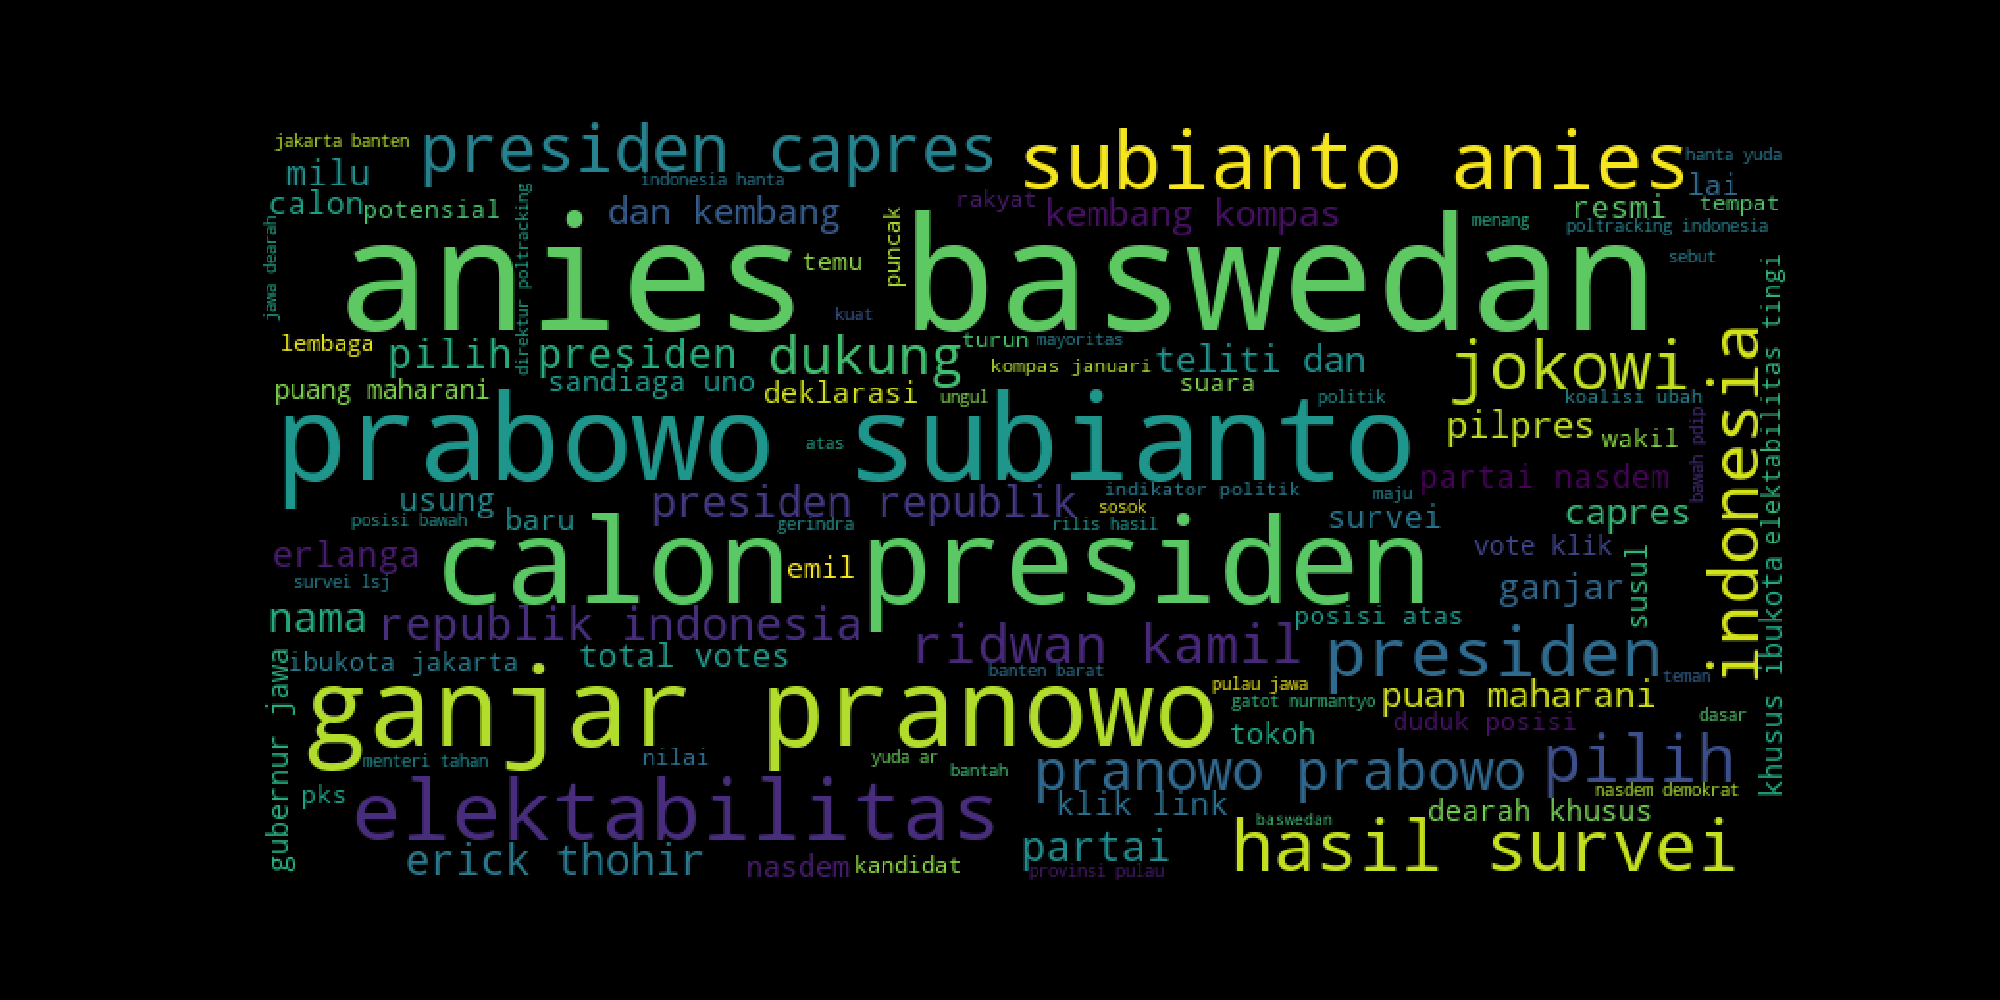 jakarta banten
presiden capres
subianto anies
hanta yuda
milu
indonesia hanta
lai
calon
potensial
dan kembang
rakyat
kembang kompas
resmi
tempat
menang
poltracking indonesia
jawa dearah
direktur poltracking
anies baswedan
temu
puncak
sebut
kuat
lembaga
pilih presiden
dukung
turun
mayoritas
kompas januari
teliti dan
jokowi
indonesia
khusus ibukota
elektabilitas tingi
puang maharani
sandiaga uno
deklarasi
ungul
suara
politik
koalisi ubah
prabowo subianto
atas
pilpres
wakil
bawah pdip
partai nasdem
usung
presiden republik
indikator politik
maju
posisi bawah
baru
gerindra
sosok
rilis hasil
survei
capres
erlanga
calon presiden
emil
vote klik
survei lsj
ganjar
susul
nama
republik indonesia
ridwan kamil
posisi atas
presiden
ibukota jakarta
total votes
banten barat
teman
gubernur jawa
ganjar pranowo
pulau jawa
gatot nurmantyo
puan maharani
duduk posisi
dasar
tokoh
menteri tahan
nilai
yuda ar
bantah
pranowo prabowo
pilih
pks
elektabilitas
klik link
nasdem demokrat
dearah khusus
baswedan
hasil survei
erick thohir
nasdem
kandidat
partai
provinsi pulau